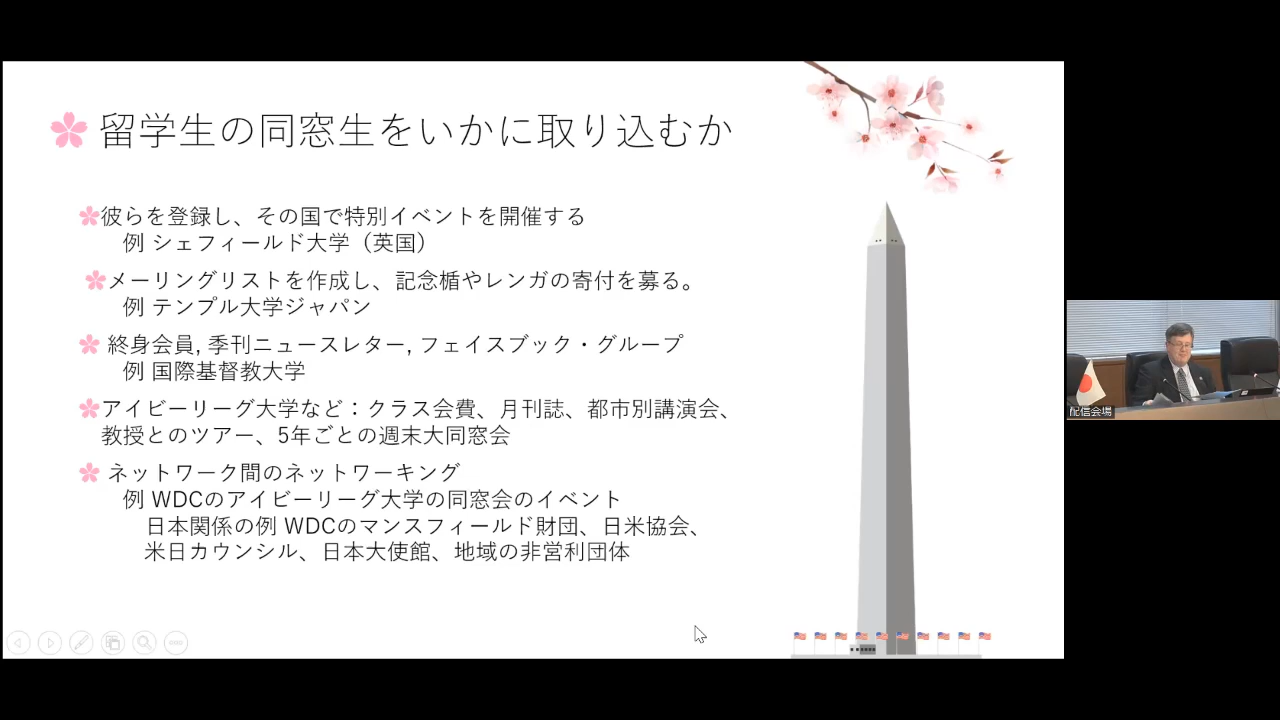 留学生の同窓生をいかに取り込むか
彼らを登録し、その国で特別イベントを開催する
例 シェフィールド大学（英国）
メーリングリストを作成し、記念楯やレンガの寄付を募る。
例 テンプル大学ジャパン
終身会員, 季刊ニュースレター, フェイスブック・グループ
例 国際基督教大学
アイビーリーグ大学など：クラス会費、月刊誌、都市別講演会、
教授とのツアー、5年ごとの週末大同窓会
ネットワーク間のネットワーキング
例 WDCのアイビーリーグ大学の同窓会のイベント
日本関係の例 WDCのマンスフィールド財団、日米協会、
米日カウンシル、日本大使館、地域の非営利団体
配信会場